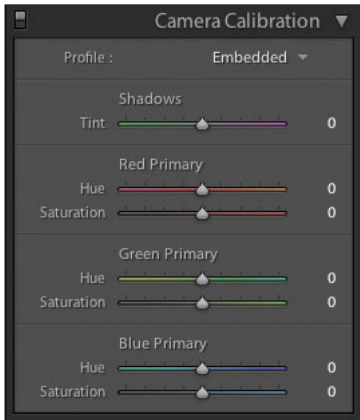 Camera Calibration
Profile : Embedded
Shadows
Tint 0
Red Primary
Hue 0
Saturation 0
Green Primary
Hue 0
Saturation 0
Blue Primary
Hue 0
Saturation 0